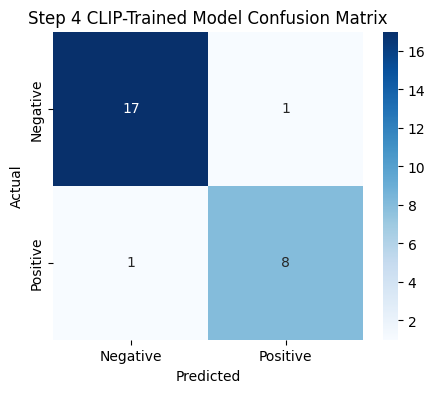 Step 4 CLIP-Trained Model Confusion Matrix
Actual
Negative
Positive
17
1
1
8
Negative
Positive
Predicted
16
14
12
10
8
6
4
2